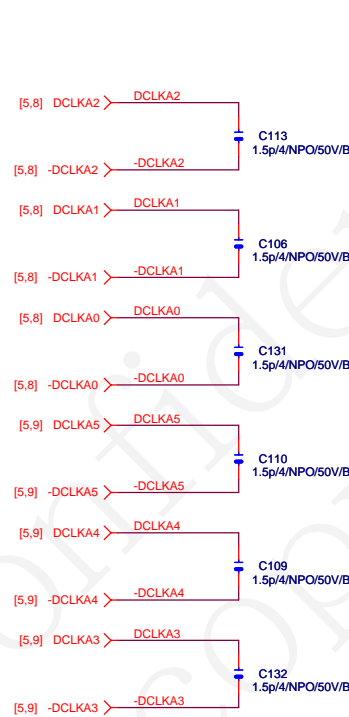 [5,8] DCLKA2 DCLKA2
C113
1.5p/4/NPO/50V/B
[5,8] -DCLKA2 -DCLKA2
[5,8] DCLKA1 DCLKA1
C106
1.5p/4/NPO/50V/B
[5,8] -DCLKA1 -DCLKA1
[5,8] DCLKA0 DCLKA0
C131
1.5p/4/NPO/50V/B
[5,8] -DCLKA0 -DCLKA0
[5,9] DCLKA5 DCLKA5
C110
1.5p/4/NPO/50V/B
[5,9] -DCLKA5 -DCLKA5
[5,9] DCLKA4 DCLKA4
C109
1.5p/4/NPO/50V/B
[5,9] -DCLKA4 -DCLKA4
[5,9] DCLKA3 DCLKA3
C132
1.5p/4/NPO/50V/B
[5,9] -DCLKA3 -DCLKA3